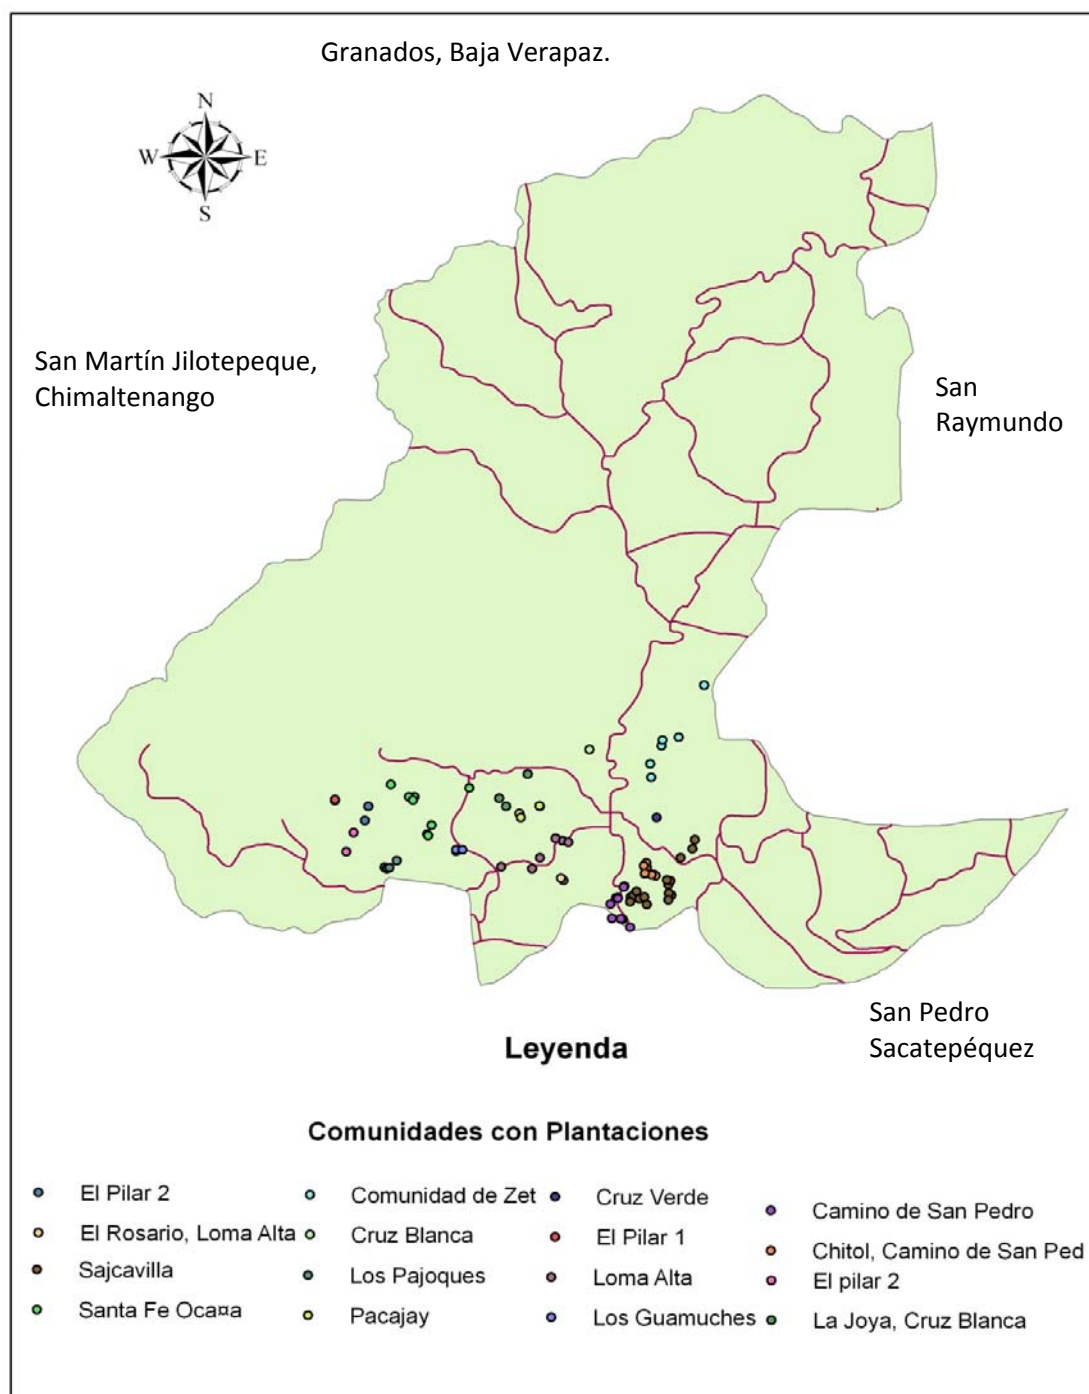 Granados, Baja Verapaz.
N
W E
S
San Martín Jilotepeque,
Chimaltenango
San
Raymundo
San Pedro
Sacatepéquez
Leyenda
Comunidades con Plantaciones
El Pilar 2
El Rosario, Loma Alta
Sajcavilla
Santa Fe Oca¤a
Comunidad de Zet
Cruz Blanca
Los Pajoques
Pacajay
Cruz Verde
El Pilar 1
Loma Alta
Los Guamuches
Camino de San Pedro
Chitol, Camino de San Ped
El pilar 2
La Joya, Cruz Blanca